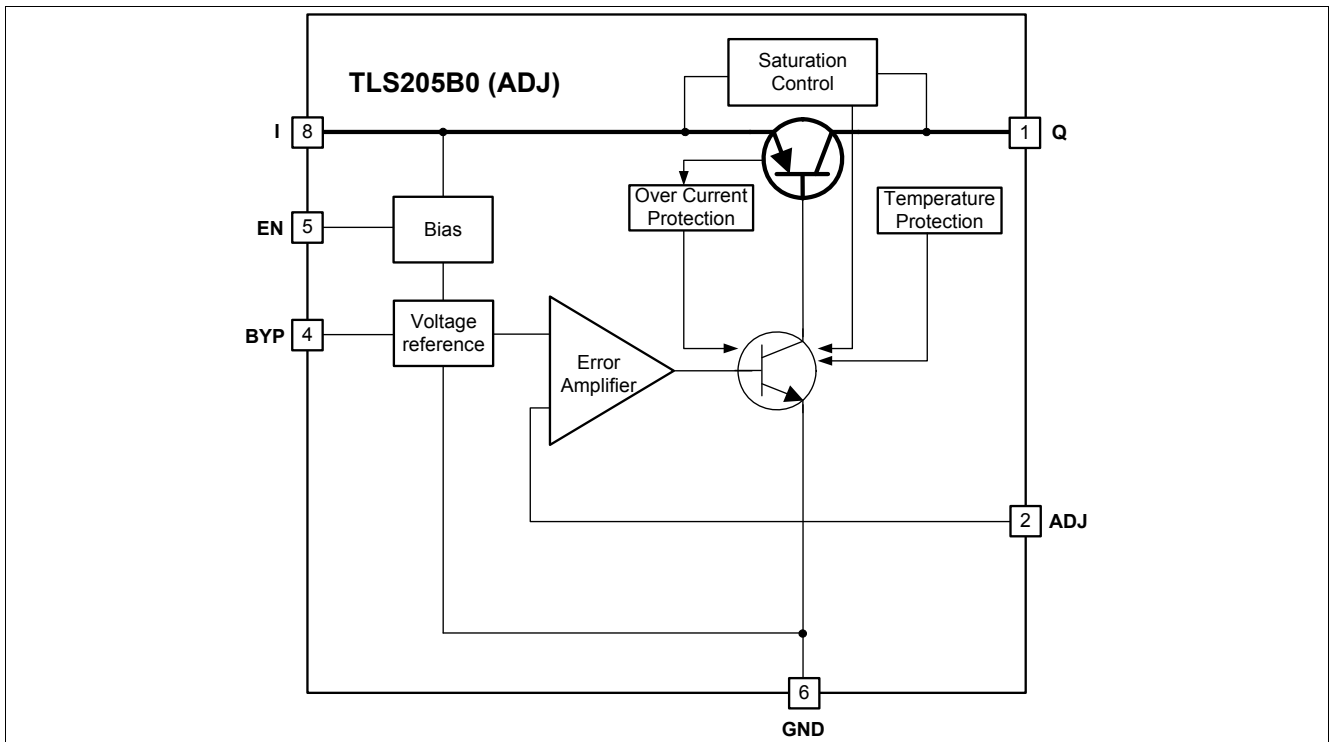 Saturation
Control
TLS205B0 (ADJ)
I
8
1
Q
Over Current
Protection
Temperature
Protection
EN
5
Bias
BYP
4
Voltage
reference
Error
Amplifier
2
ADJ
6
GND